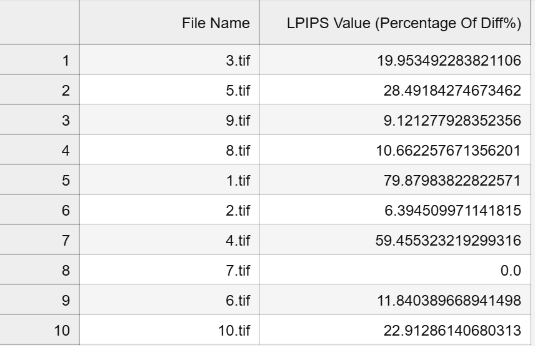 File Name LPIPS Value (Percentage Of Diff%)
1 3.tif 19.953492283821106
2 5.tif 28.49184274673462
3 9.tif 9.121277928352356
4 8.tif 10.662257671356201
5 1.tif 79.87983822822571
6 2.tif 6.394509971141815
7 4.tif 59.455323219299316
8 7.tif 0.0
9 6.tif 11.840389668941498
10 10.tif 22.91286140680313